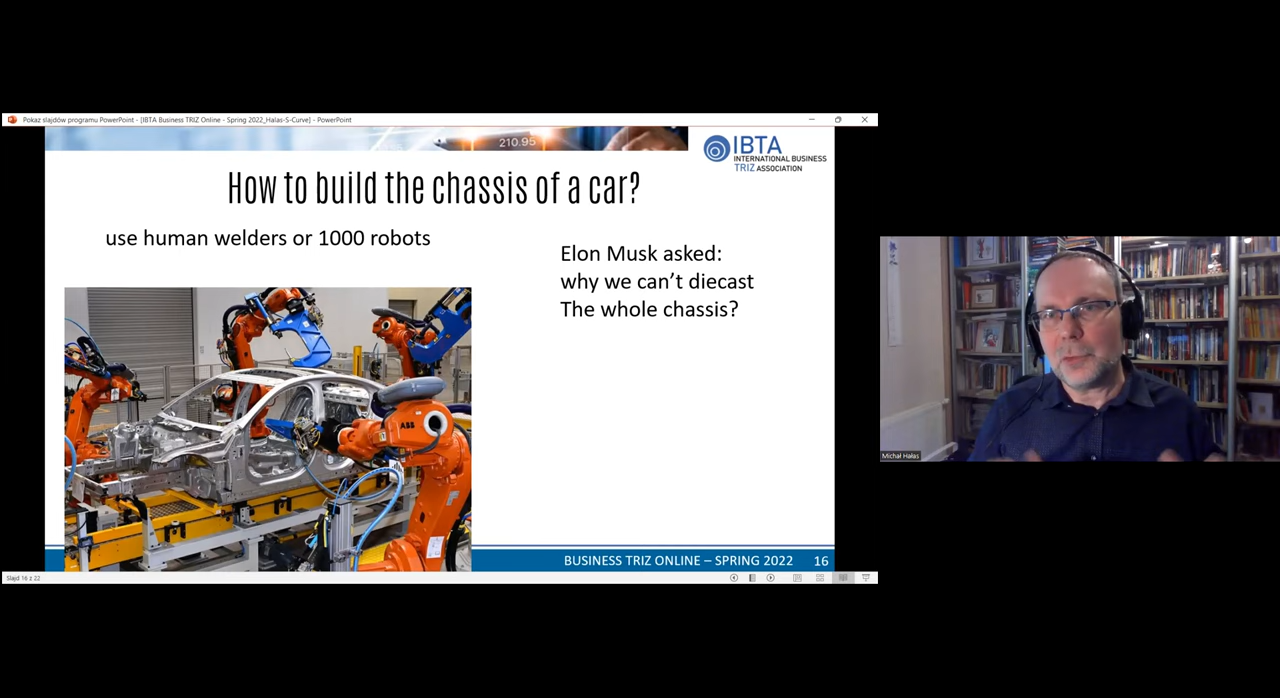 Pokaz slajdów programu PowerPoint - [IBTA Business TRIZ Online - Spring 2022_Halas-S-Curve] - PowerPoint
210.95
IBTA
INTERNATIONAL BUSINESS
TRIZ ASSOCIATION
How to build the chassis of a car?
use human welders or 1000 robots
Elon Musk asked:
why we can’t diecast
The whole chassis?
ABB
Michał Hałas
BUSINESS TRIZ ONLINE – SPRING 2022 16
Slajd 16 z 22